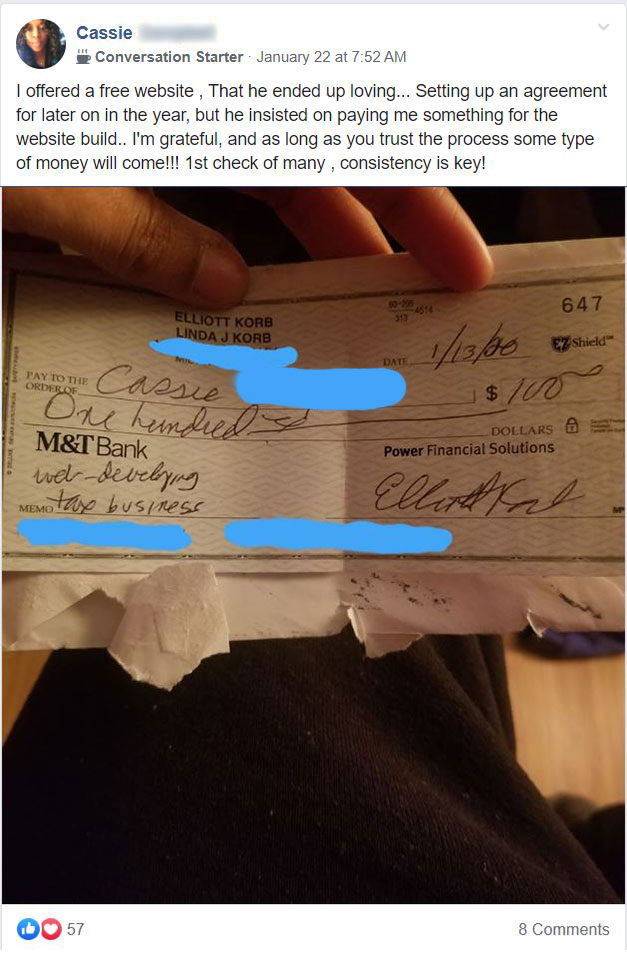 Cassie
Conversation Starter · January 22 at 7:52 AM
I offered a free website , That he ended up loving... Setting up an agreement
for later on in the year, but he insisted on paying me something for the
website build.. I'm grateful, and as long as you trust the process some type
of money will come!!! 1st check of many , consistency is key!
ELLIOTT KORB
LINDA J KORB
647
EZ Shield™
DATE 1/13/20
PAY TO THE
ORDER OF Cassie
$ 100
One hundred
DOLLARS
M&T Bank
Power Financial Solutions
web-developing
MEMO tax business
Elliott Korb
57
8 Comments